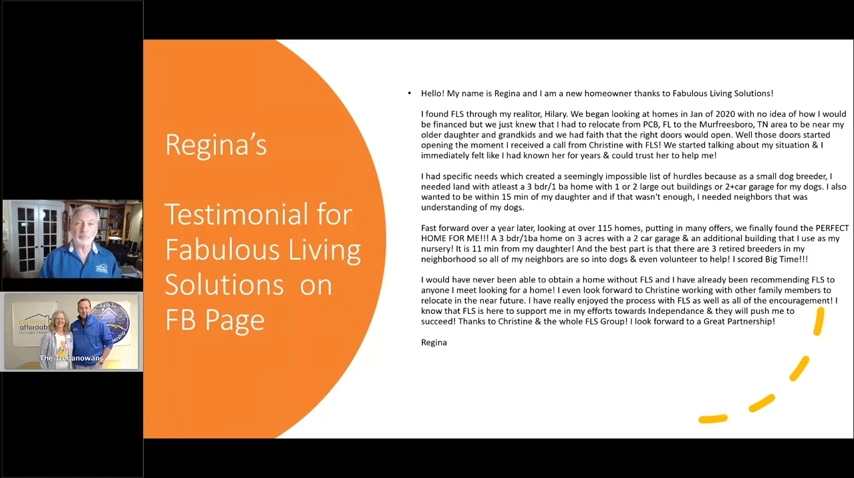 Regina's
Testimonial for
Fabulous Living
Solutions on
FB Page
• Hello! My name is Regina and I am a new homeowner thanks to Fabulous Living Solutions!
I found FLS through my realitor, Hilary. We began looking at homes in Jan of 2020 with no idea of how I would
be financed but we just knew that I had to relocate from PCB, FL to the Murfreesboro, TN area to be near my
older daughter and grandkids and we had faith that the right doors would open. Well those doors started
opening the moment I received a call from Christine with FLS! We started talking about my situation & I
immediately felt like I had known her for years & could trust her to help me!
I had specific needs which created a seemingly impossible list of hurdles because as a small dog breeder, I
needed land with atleast a 3 bdr/1 ba home with 1 or 2 large out buildings or 2+car garage for my dogs. I also
wanted to be within 15 min of my daughter and if that wasn't enough, I needed neighbors that was
understanding of my dogs.
Fast forward over a year later, looking at over 115 homes, putting in many offers, we finally found the PERFECT
HOME FOR ME!!! A 3 bdr/1ba home on 3 acres with a 2 car garage & an additional building that I use as my
nursery! It is 11 min from my daughter! And the best part is that there are 3 retired breeders in my
neighborhood so all of my neighbors are so into dogs & even volunteer to help! I scored Big Time!!!
I would have never been able to obtain a home without FLS and I have already been recommending FLS to
anyone I meet looking for a home! I even look forward to Christine working with other family members to
relocate in the near future. I have really enjoyed the process with FLS as well as all of the encouragement! I
know that FLS is here to support me in my efforts towards Independance & they will push me to
succeed! Thanks to Christine & the whole FLS Group! I look forward to a Great Partnership!
Regina
affordab